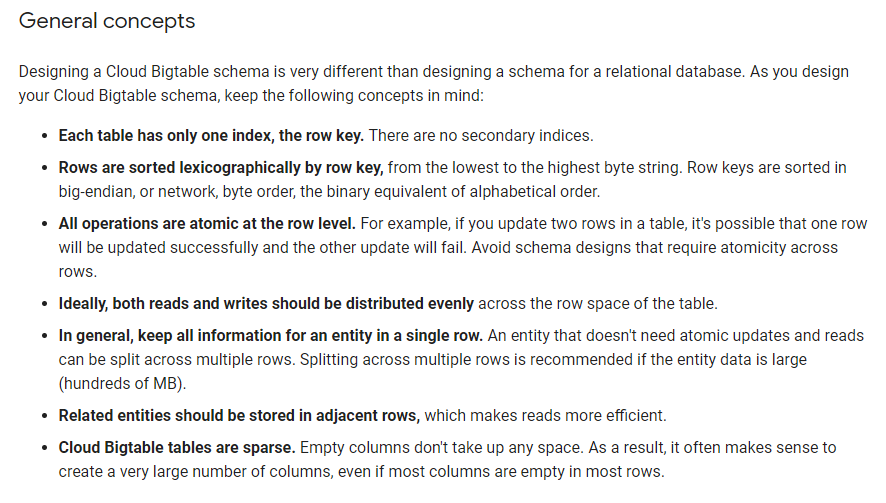 General concepts
Designing a Cloud Bigtable schema is very different than designing a schema for a relational database. As you design
your Cloud Bigtable schema, keep the following concepts in mind:
• Each table has only one index, the row key. There are no secondary indices.
• Rows are sorted lexicographically by row key, from the lowest to the highest byte string. Row keys are sorted in
big-endian, or network, byte order, the binary equivalent of alphabetical order.
• All operations are atomic at the row level. For example, if you update two rows in a table, it's possible that one row
will be updated successfully and the other update will fail. Avoid schema designs that require atomicity across
rows.
• Ideally, both reads and writes should be distributed evenly across the row space of the table.
• In general, keep all information for an entity in a single row. An entity that doesn't need atomic updates and reads
can be split across multiple rows. Splitting across multiple rows is recommended if the entity data is large
(hundreds of MB).
• Related entities should be stored in adjacent rows, which makes reads more efficient.
• Cloud Bigtable tables are sparse. Empty columns don't take up any space. As a result, it often makes sense to
create a very large number of columns, even if most columns are empty in most rows.